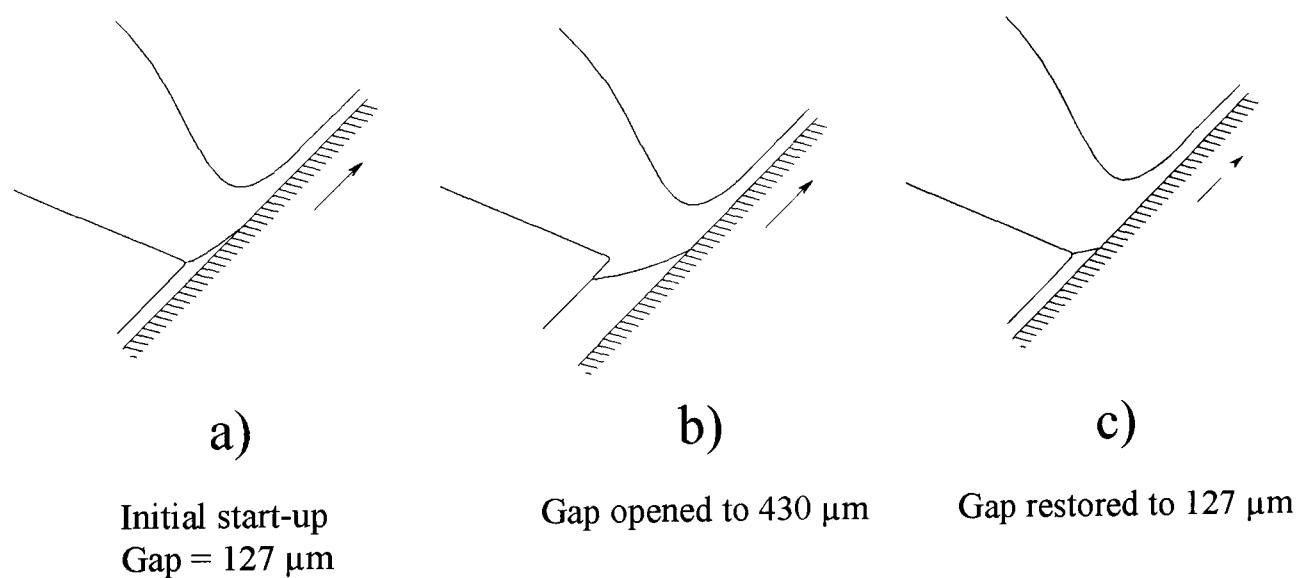 a)
b)
c)
Initial start-up
Gap = 127 µm
Gap opened to 430 µm
Gap restored to 127 µm